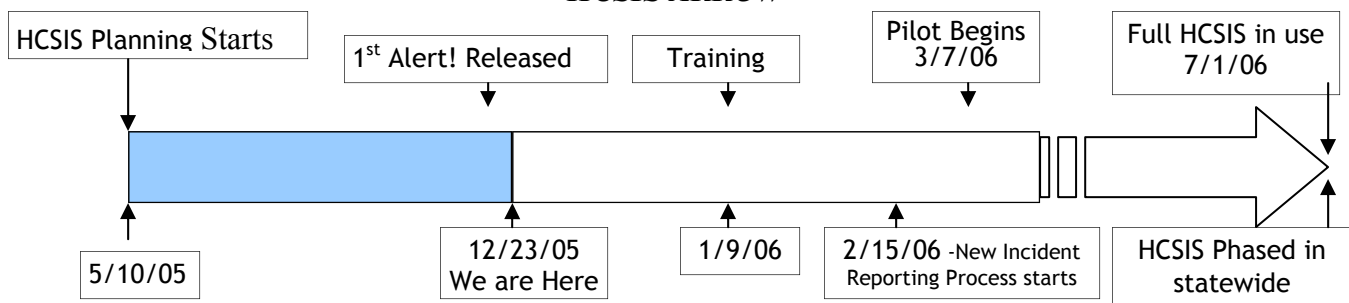 HCSIS Planning Starts
1st Alert! Released
Training
Pilot Begins
3/7/06
Full HCSIS in use
7/1/06
5/10/05
12/23/05
We are Here
1/9/06
2/15/06 -New Incident
Reporting Process starts
HCSIS Phased in
statewide